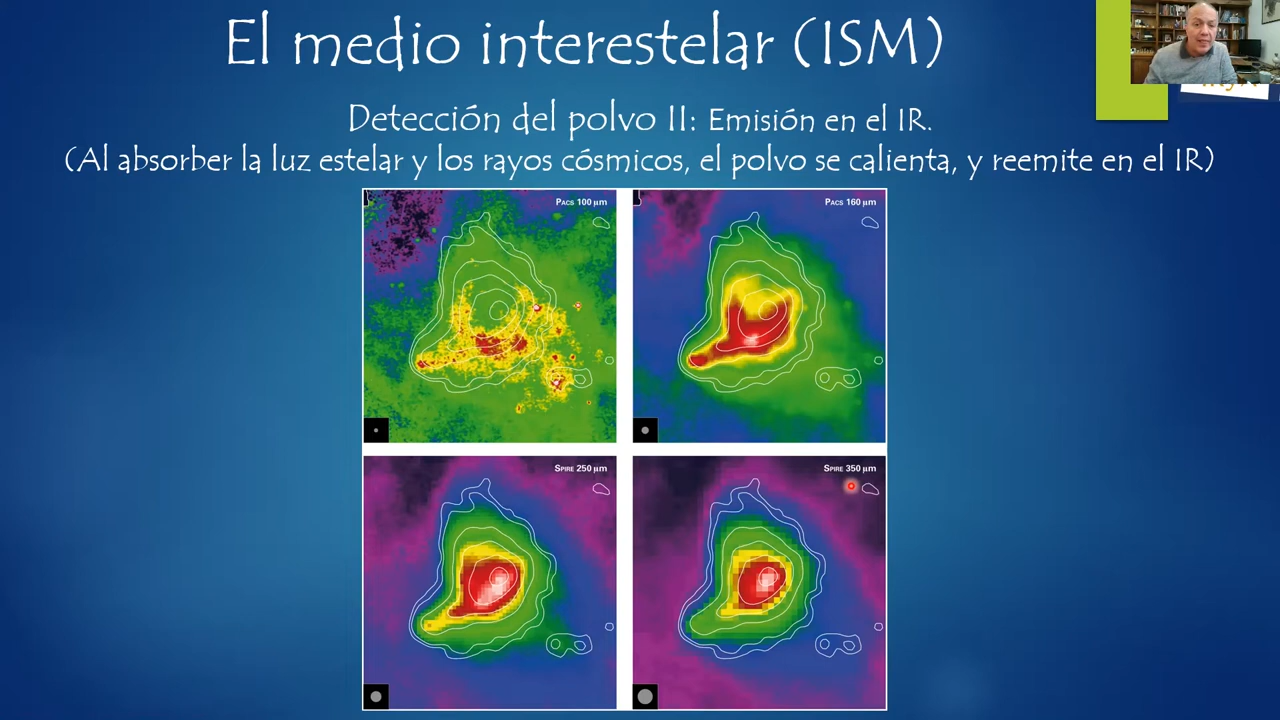 El medio interestelar (ISM)
Detección del polvo II: Emisión en el IR.
(Al absorber la luz estelar y los rayos cósmicos, el polvo se calienta, y reemite en el IR)
PACS 100 μm
PACS 160 μm
SPIRE 250 μm
SPIRE 350 μm